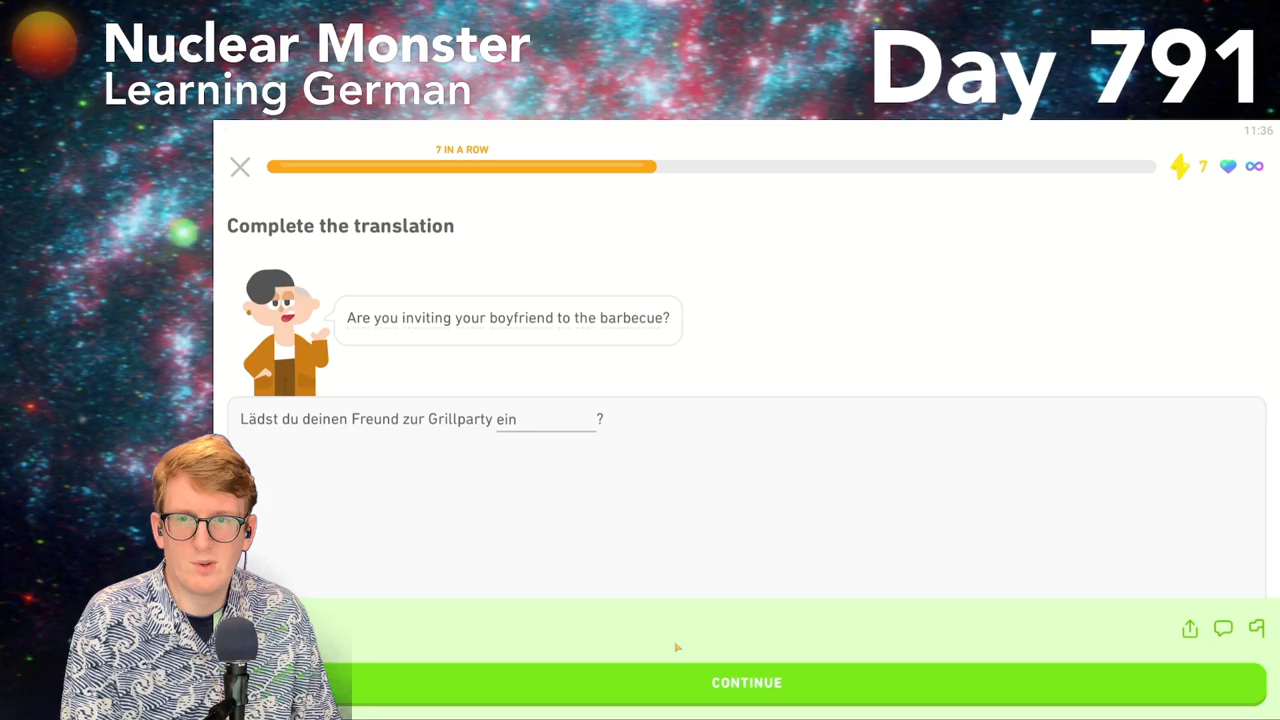 Nuclear Monster
Learning German
Day 791
11:36
7 IN A ROW
7
Complete the translation
Are you inviting your boyfriend to the barbecue?
Lädst du deinen Freund zur Grillparty ein ?
CONTINUE